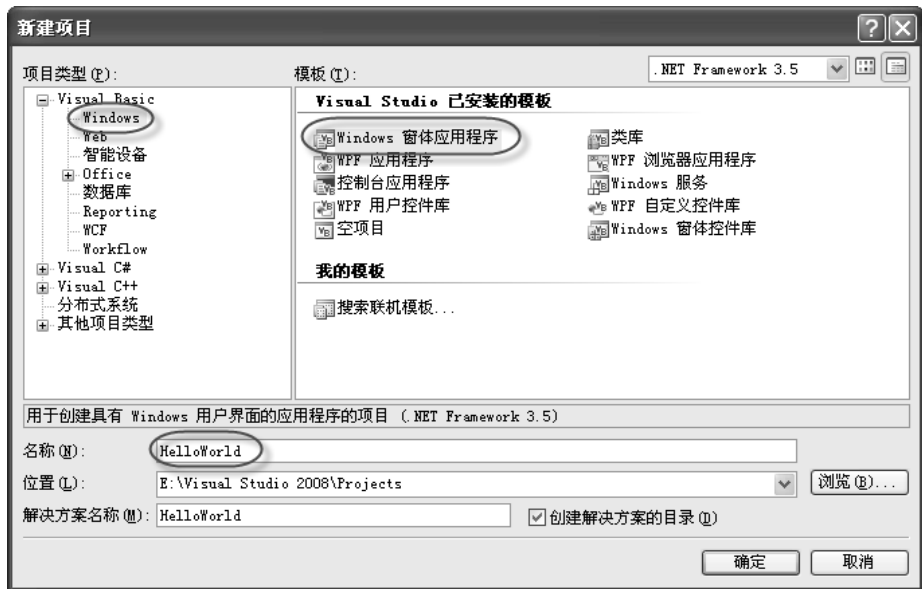 新建项目
项目类型(P):
模板(T):
.NET Framework 3.5
Visual Basic
Windows
Web
智能设备
Office
数据库
Reporting
WCF
Workflow
Visual C#
Visual C++
分布式系统
其他项目类型
Visual Studio 已安装的模板
Windows 窗体应用程序
类库
WPF 应用程序
WPF 浏览器应用程序
控制台应用程序
Windows 服务
WPF 用户控件库
WPF 自定义控件库
空项目
Windows 窗体控件库
我的模板
搜索联机模板...
用于创建具有 Windows 用户界面的应用程序的项目 (.NET Framework 3.5)
名称(N): HelloWorld
位置(L): E:\Visual Studio 2008\Projects 浏览(B)...
解决方案名称(M): HelloWorld 创建解决方案的目录(D)
确定 取消